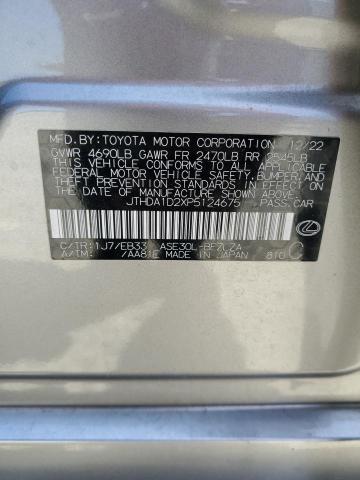 MFD. BY: TOYOTA MOTOR CORPORATION 12/22
GVWR 4690LB GAWR FR 2470LB RR 2545LB
THIS VEHICLE CONFORMS TO ALL APPLICABLE
FEDERAL MOTOR VEHICLE SAFETY, BUMPER, AND
THEFT PREVENTION STANDARDS IN EFFECT ON
THE DATE OF MANUFACTURE SHOWN ABOVE.
JTHDA1D2XP5124675 PASS.CAR
C/TR:1J7/EB33 ASE30L-BFZLZA
A/TM: /AA81E MADE IN JAPAN 810 C